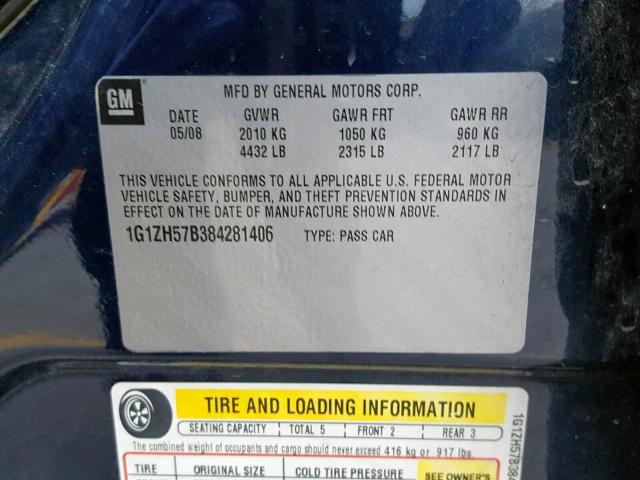 GM
MFD BY GENERAL MOTORS CORP.
DATE GVWR GAWR FRT GAWR RR
05/08 2010 KG 1050 KG 960 KG
4432 LB 2315 LB 2117 LB
THIS VEHICLE CONFORMS TO ALL APPLICABLE U.S. FEDERAL MOTOR
VEHICLE SAFETY, BUMPER, AND THEFT PREVENTION STANDARDS IN
EFFECT ON THE DATE OF MANUFACTURE SHOWN ABOVE.
1G1ZH57B384281406 TYPE: PASS CAR
TIRE AND LOADING INFORMATION
SEATING CAPACITY TOTAL 5 FRONT 2 REAR 3
The combined weight of occupants and cargo should never exceed 416 kg or 917 lbs.
TIRE ORIGINAL SIZE COLD TIRE PRESSURE SEE OWNER'S
1G1ZH57B38